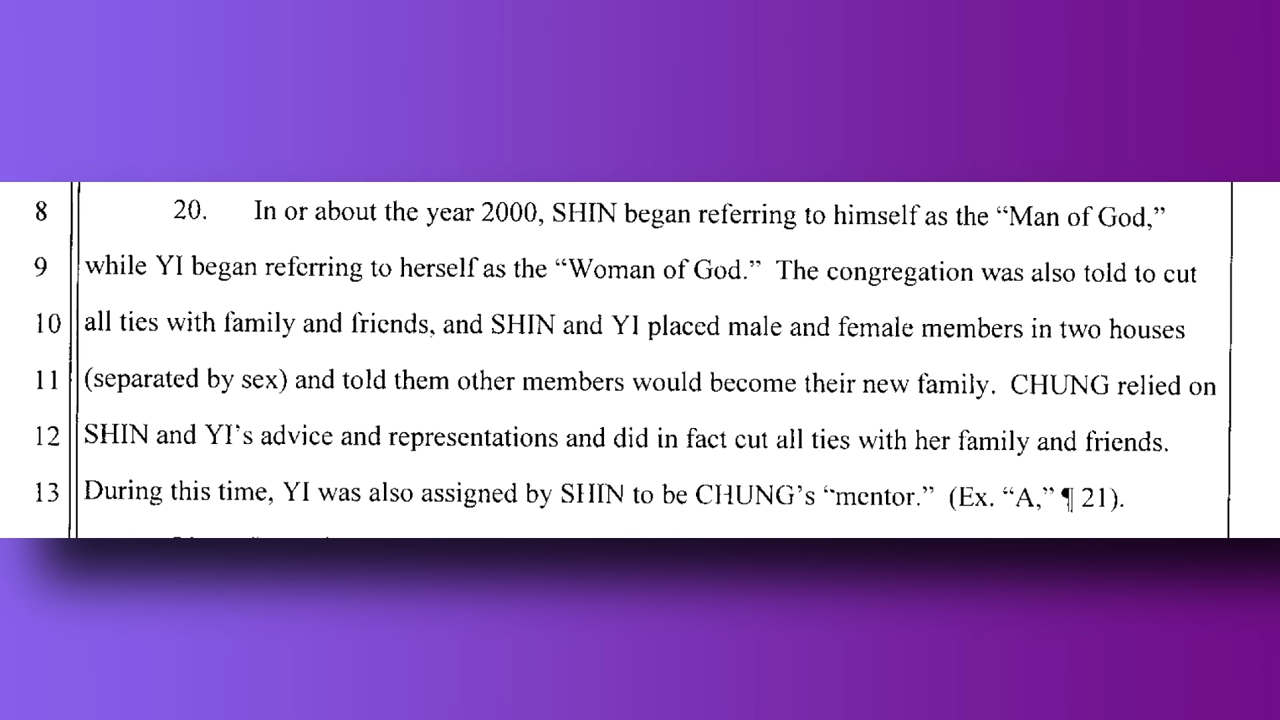 8 20. In or about the year 2000, SHIN began referring to himself as the “Man of God,”
9 while YI began referring to herself as the “Woman of God.” The congregation was also told to cut
10 all ties with family and friends, and SHIN and YI placed male and female members in two houses
11 (separated by sex) and told them other members would become their new family. CHUNG relied on
12 SHIN and YI’s advice and representations and did in fact cut all ties with her family and friends.
13 During this time, YI was also assigned by SHIN to be CHUNG’s “mentor.” (Ex. “A,” ¶ 21).